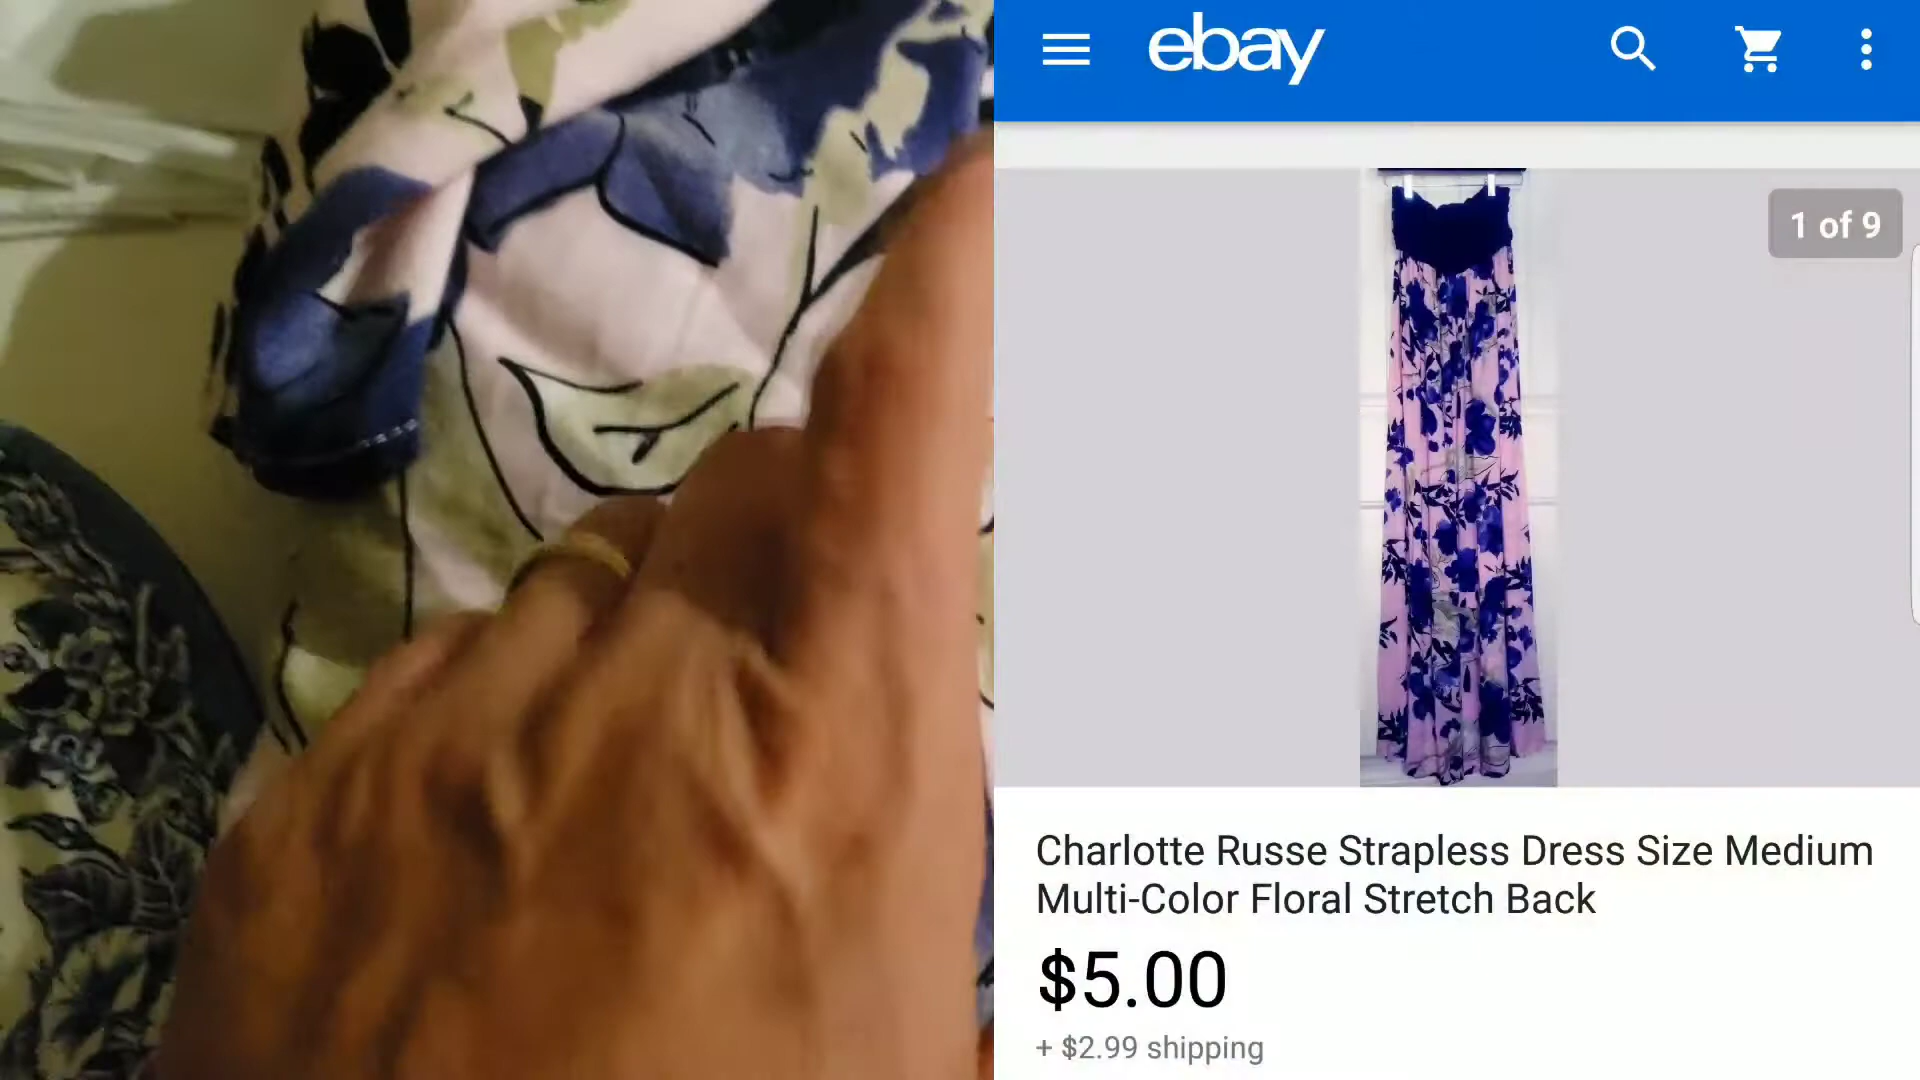 ebay
1 of 9
Charlotte Russe Strapless Dress Size Medium
Multi-Color Floral Stretch Back
$5.00
+ $2.99 shipping